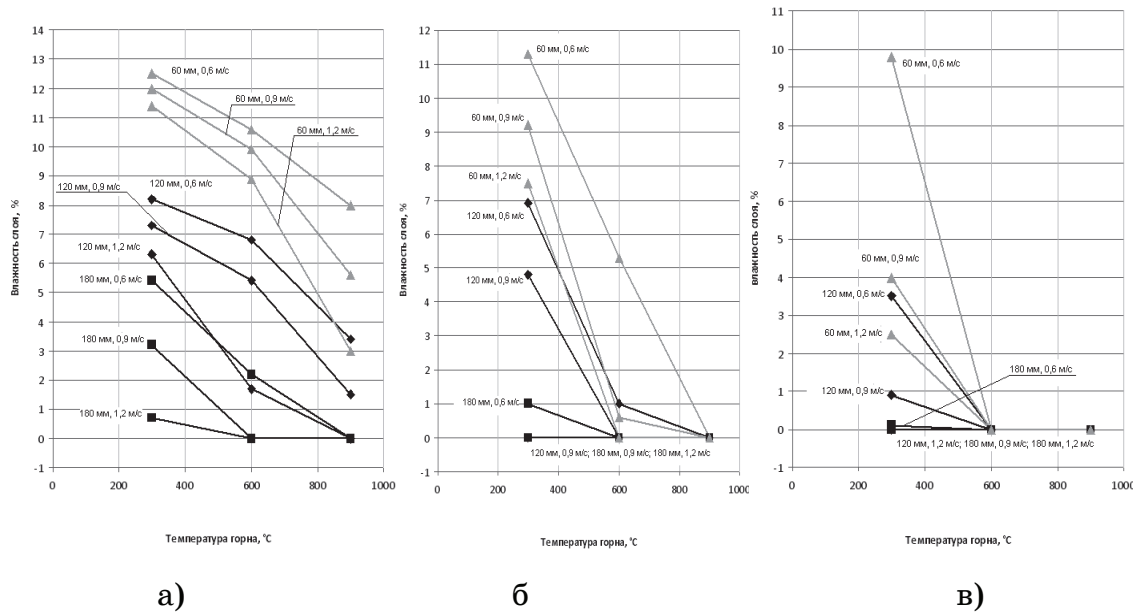 14
13
12
11
10
9
8
7
6
5
4
3
2
1
0
-1
Влажность слоя, %
60 мм, 0,6 м/с
60 мм, 0,9 м/с
60 мм, 1,2 м/с
120 мм, 0,9 м/с
120 мм, 0,6 м/с
120 мм, 1,2 м/с
180 мм, 0,6 м/с
180 мм, 0,9 м/с
180 мм, 1,2 м/с
0 200 400 600 800 1000
Температура горна, °С
а)
12
11
10
9
8
7
6
5
4
3
2
1
0
-1
Влажность слоя, %
60 мм, 0,6 м/с
60 мм, 0,9 м/с
60 мм, 1,2 м/с
120 мм, 0,6 м/с
120 мм, 0,9 м/с
180 мм, 0,6 м/с
120 мм, 0,9 м/с; 180 мм, 0,9 м/с; 180 мм, 1,2 м/с
0 200 400 600 800 1000
Температура горна, °С
б
11
10
9
8
7
6
5
4
3
2
1
0
-1
влажность слоя, %
60 мм, 0,6 м/с
60 мм, 0,9 м/с
120 мм, 0,6 м/с
60 мм, 1,2 м/с
180 мм, 0,6 м/с
120 мм, 0,9 м/с
120 мм, 1,2 м/с; 180 мм, 0,9 м/с; 180 мм, 1,2 м/с
0 200 400 600 800 1000
Температура горна, °С
в)